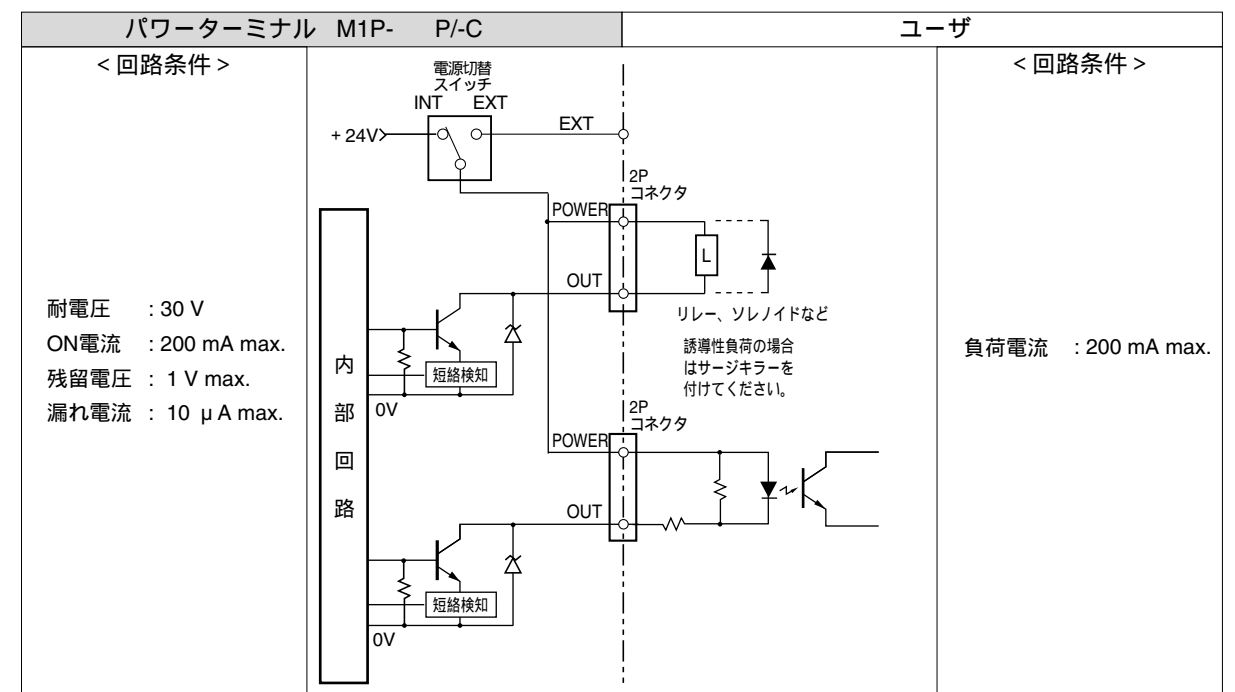 パワーターミナル M1P- P/-C
ユーザ
<回路条件>
耐電圧 : 30 V
ON電流 : 200 mA max.
残留電圧 : 1 V max.
漏れ電流 : 10 μA max.
電源切替
スイッチ
INT EXT
+24V
EXT
2P
コネクタ
POWER
L
OUT
リレー、ソレノイドなど
誘導性負荷の場合
はサージキラーを
付けてください。
内部回路
短絡検知
0V
2P
コネクタ
POWER
OUT
短絡検知
0V
<回路条件>
負荷電流 : 200 mA max.